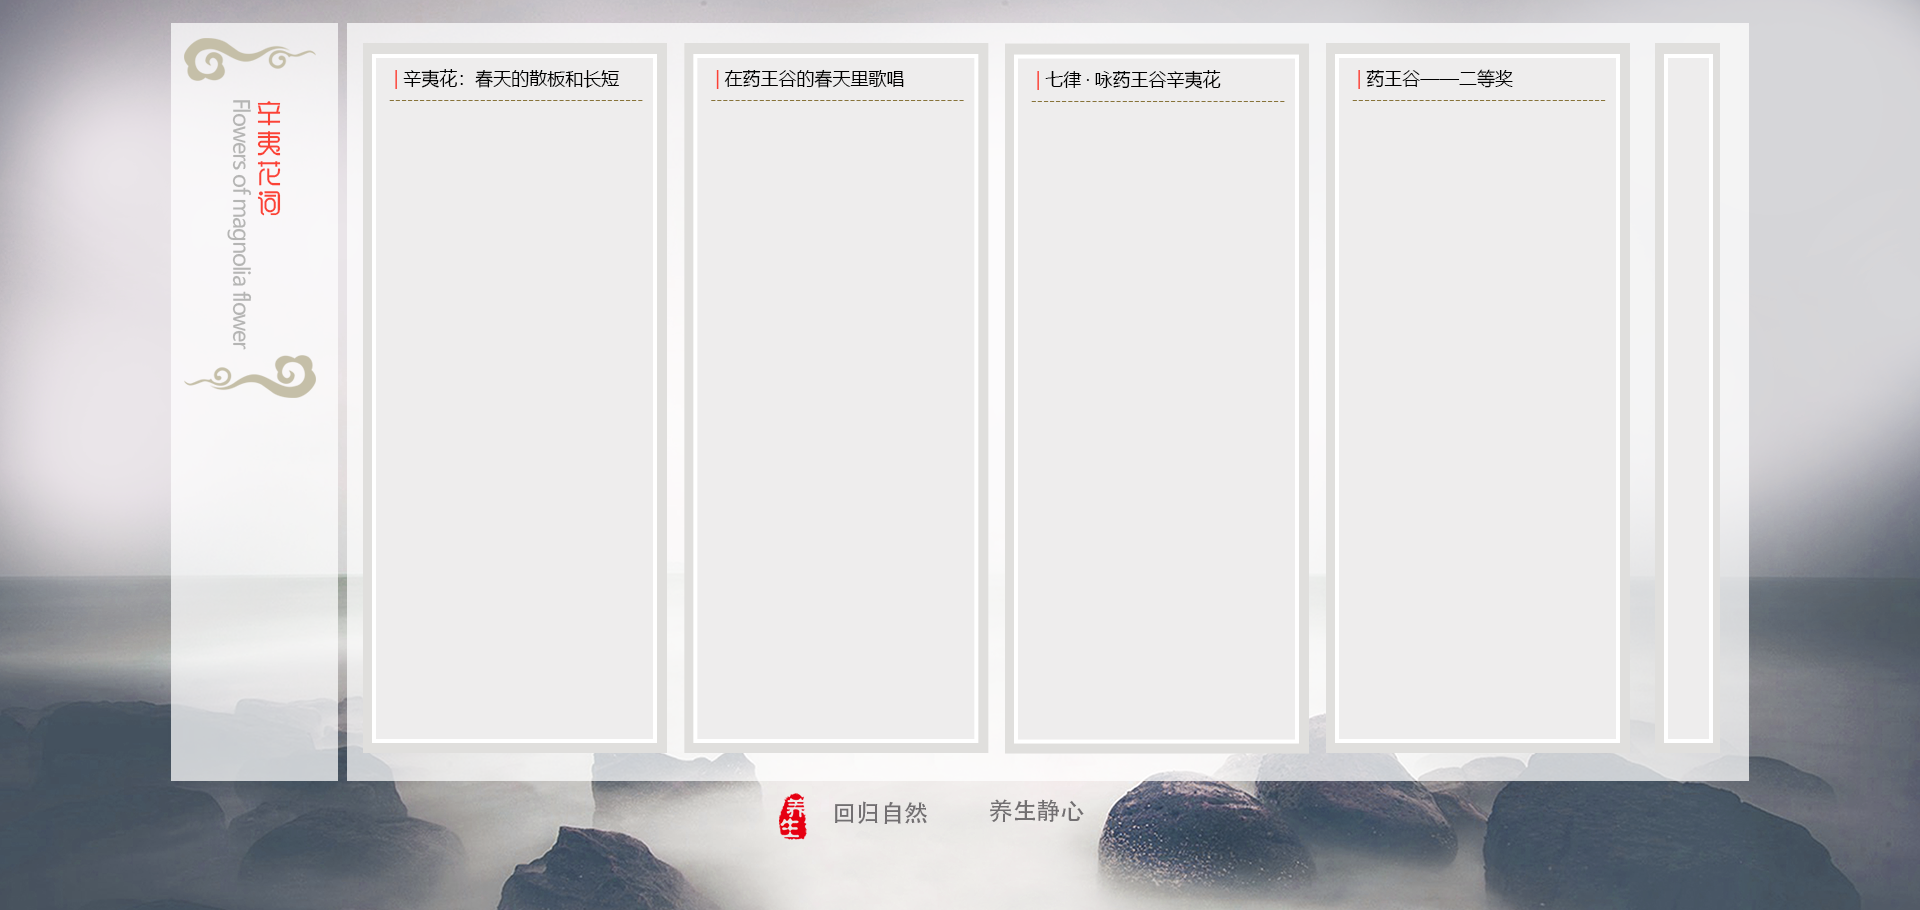 辛夷花词
Flowers of magnolia flower
| 辛夷花：春天的散板和长短
| 在药王谷的春天里歌唱
| 七律 · 咏药王谷辛夷花
| 药王谷——二等奖
养生
回归自然
养生静心